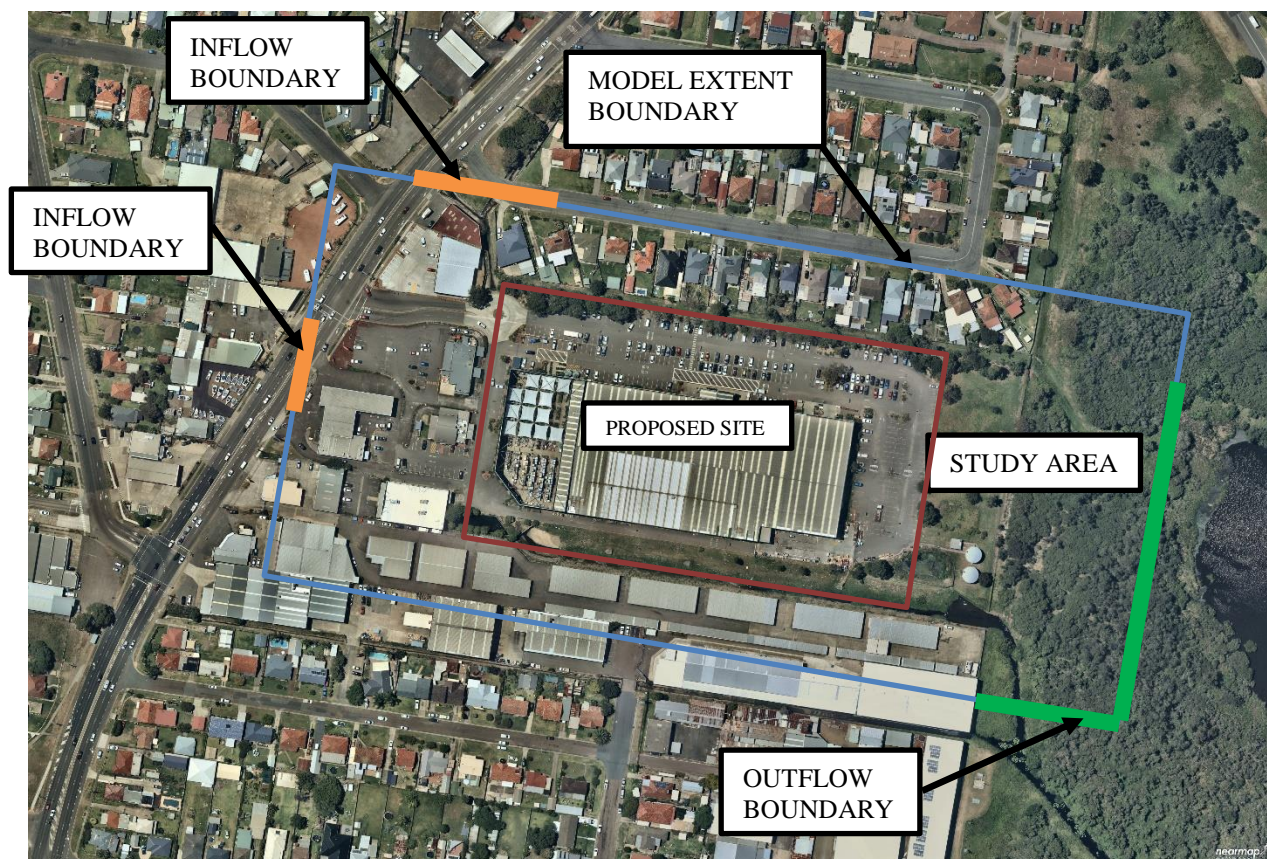 INFLOW
BOUNDARY
MODEL EXTENT
BOUNDARY
INFLOW
BOUNDARY
PROPOSED SITE
STUDY AREA
OUTFLOW
BOUNDARY
nearmap